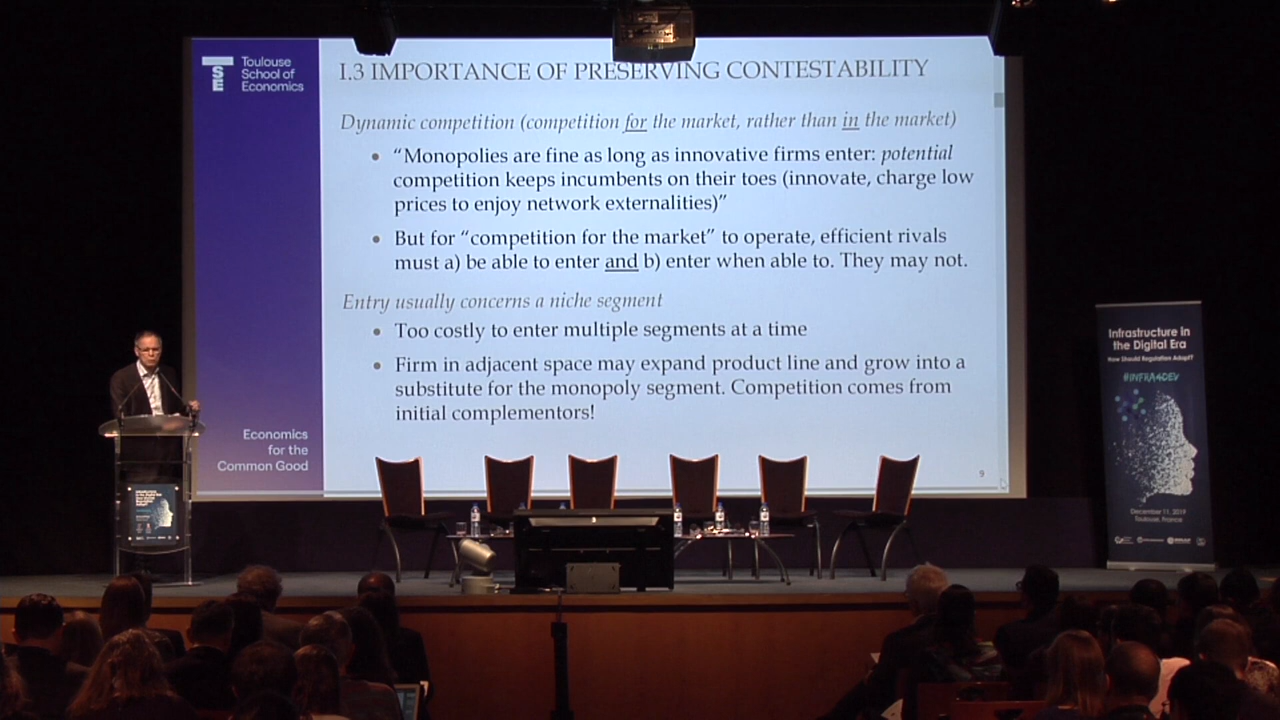 TSE
Toulouse
School of
Economics
I.3 IMPORTANCE OF PRESERVING CONTESTABILITY
Dynamic competition (competition for the market, rather than in the market)
• “Monopolies are fine as long as innovative firms enter: potential
competition keeps incumbents on their toes (innovate, charge low
prices to enjoy network externalities)”
• But for “competition for the market” to operate, efficient rivals
must a) be able to enter and b) enter when able to. They may not.
Entry usually concerns a niche segment
• Too costly to enter multiple segments at a time
• Firm in adjacent space may expand product line and grow into a
substitute for the monopoly segment. Competition comes from
initial complementors!
Economics
for the
Common Good
9
Infrastructure in
the Digital Era
How Should Regulation Adapt?
#INFRA4DEV
December 11, 2019
Toulouse, France